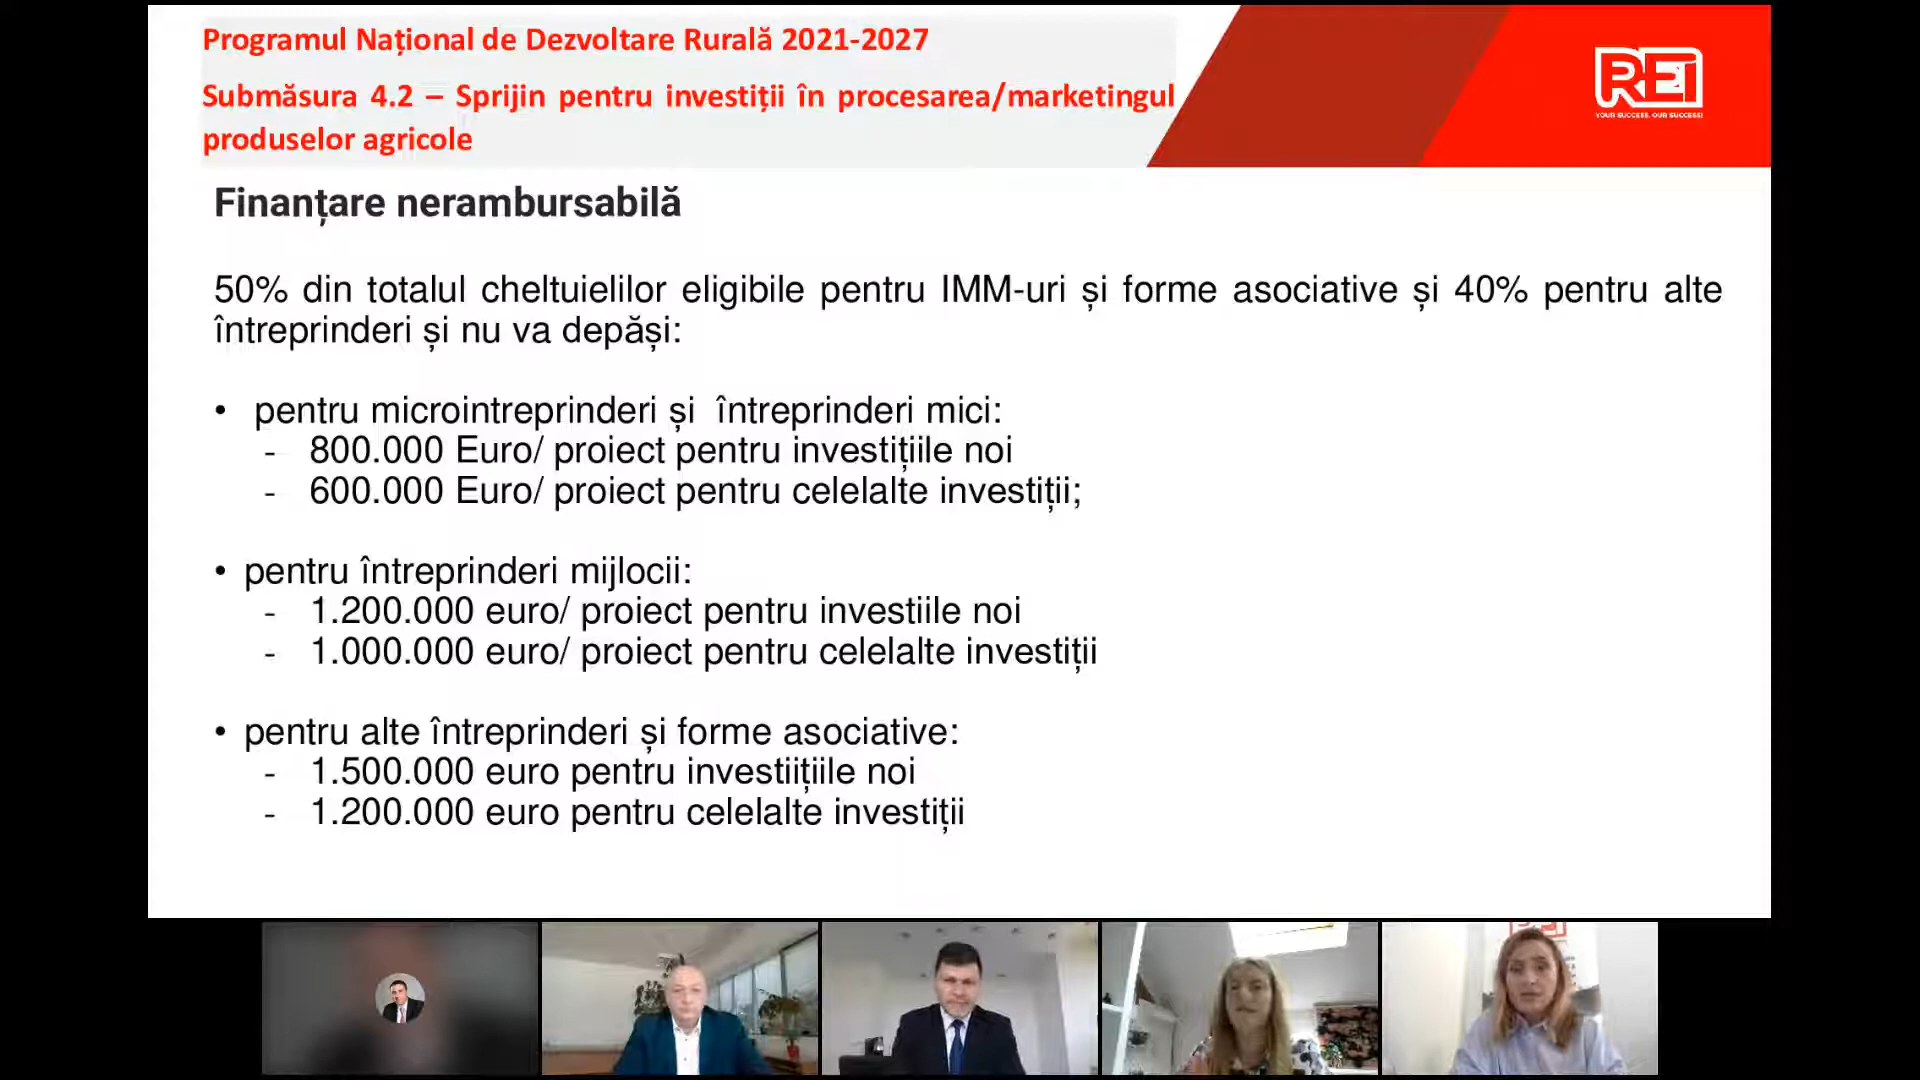 Programul Național de Dezvoltare Rurală 2021-2027
Submăsura 4.2 – Sprijin pentru investiții în procesarea/marketingul
produselor agricole
REI
YOUR SUCCESS, OUR SUCCESS!
Finanțare nerambursabilă
50% din totalul cheltuielilor eligibile pentru IMM-uri și forme asociative și 40% pentru alte
întreprinderi și nu va depăși:
• pentru microintreprinderi și întreprinderi mici:
- 800.000 Euro/ proiect pentru investițiile noi
- 600.000 Euro/ proiect pentru celelalte investiții;
• pentru întreprinderi mijlocii:
- 1.200.000 euro/ proiect pentru investiile noi
- 1.000.000 euro/ proiect pentru celelalte investiții
• pentru alte întreprinderi și forme asociative:
- 1.500.000 euro pentru investiițiile noi
- 1.200.000 euro pentru celelalte investiții